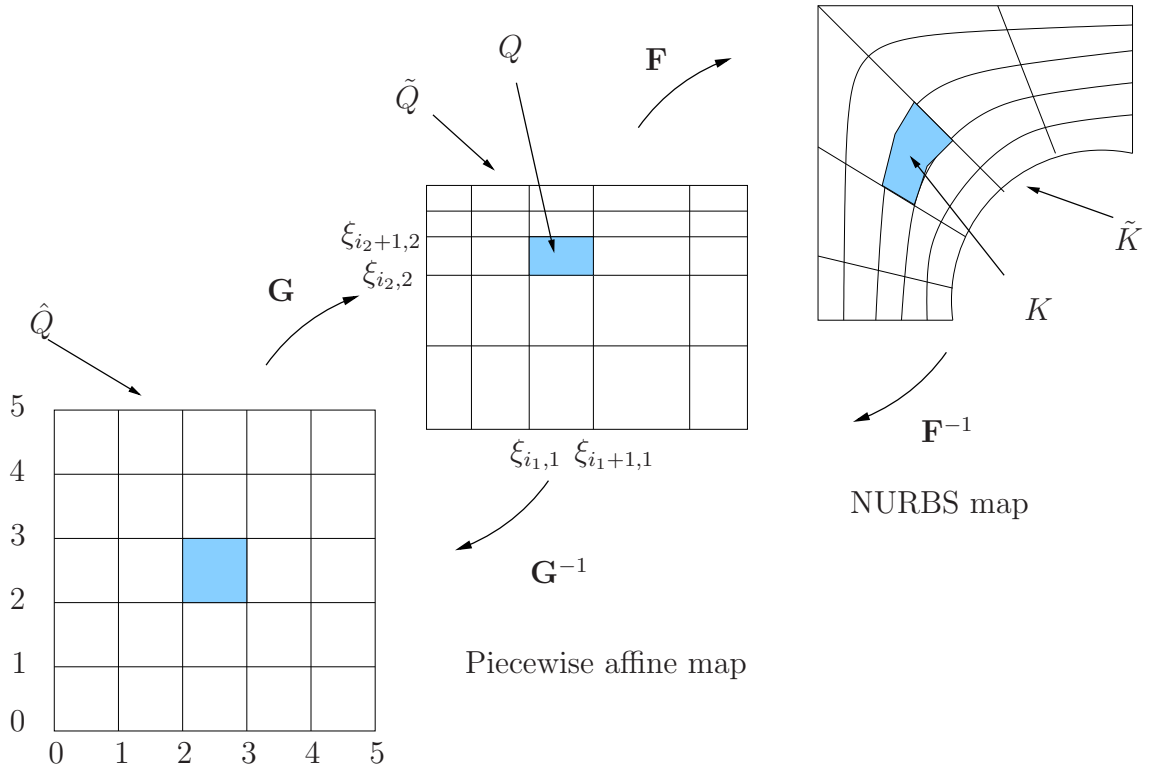 Q
F
Q̃
ξ_{i_2+1,2}
K̃
ξ_{i_2,2}
G
K
Q̂
5
F^{-1}
ξ_{i_1,1} ξ_{i_1+1,1}
4
NURBS map
3
G^{-1}
2
Piecewise affine map
1
0
0 1 2 3 4 5